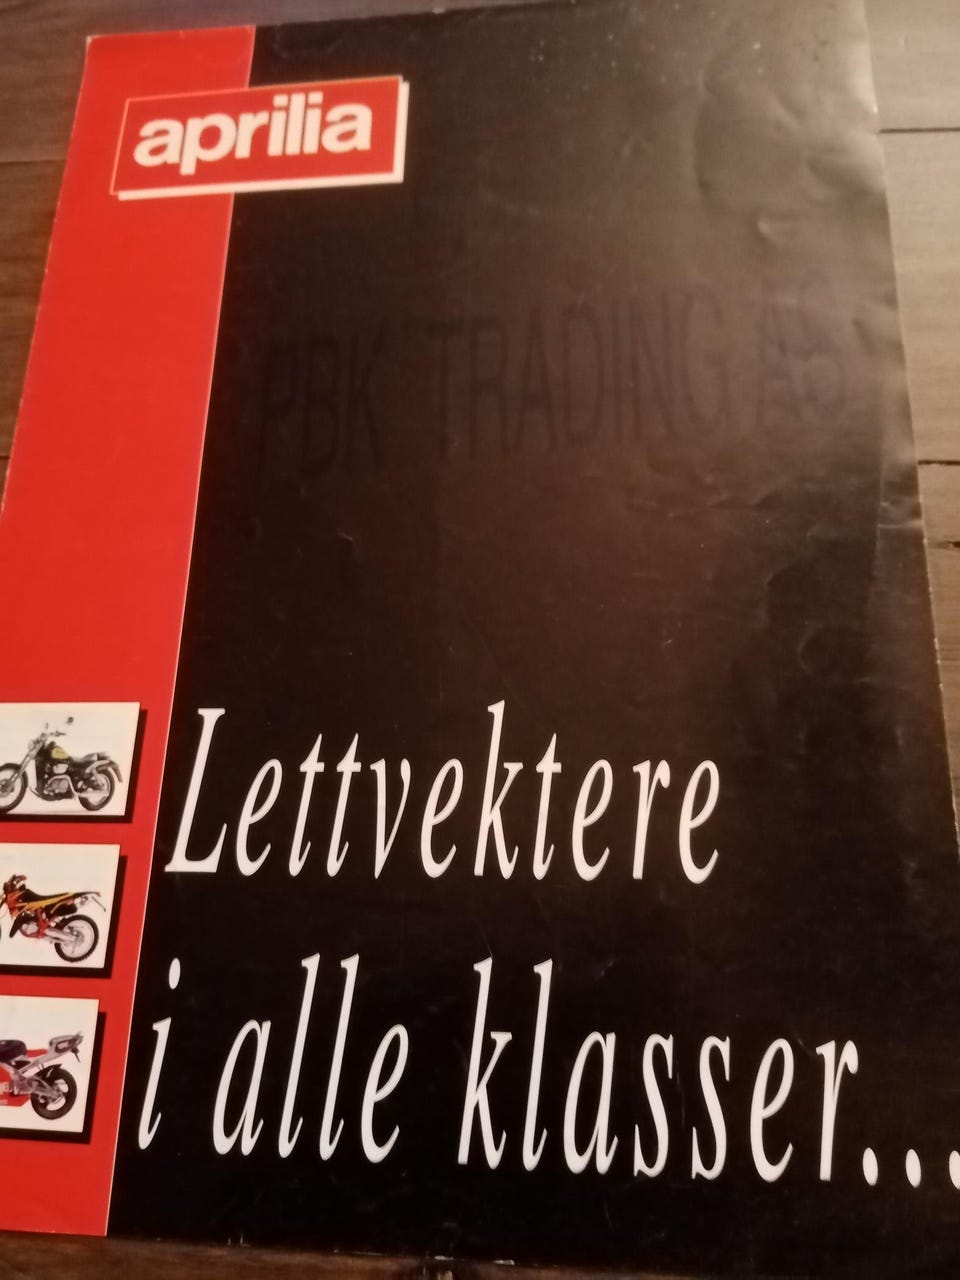 aprilia
PBK TRADING AS
Lettvektere
i alle klasser...